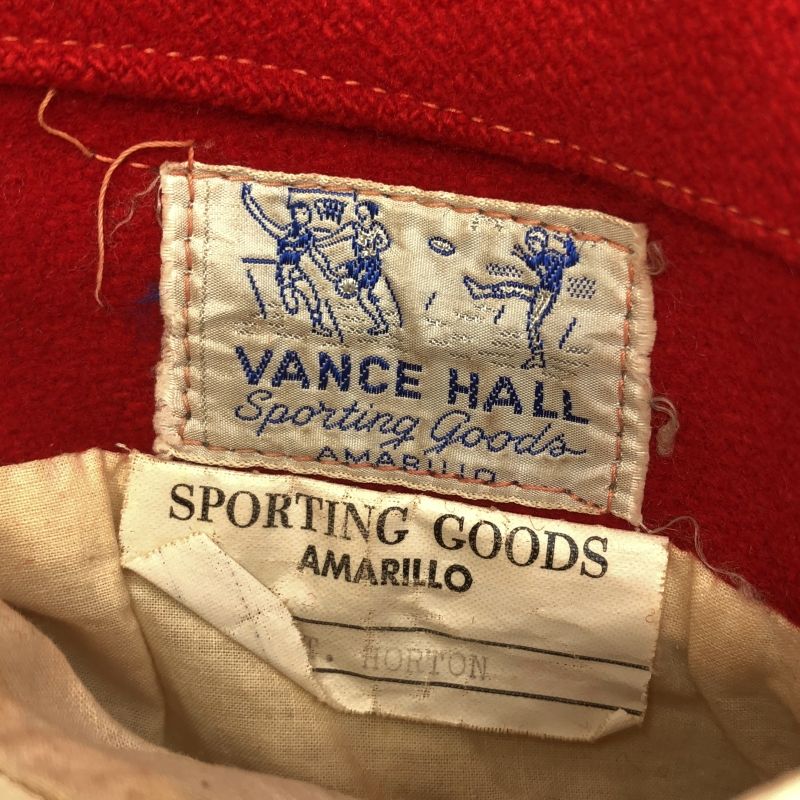 VANCE HALL
Sporting Goods
AMARILLO
SPORTING GOODS
AMARILLO
T. HORTON